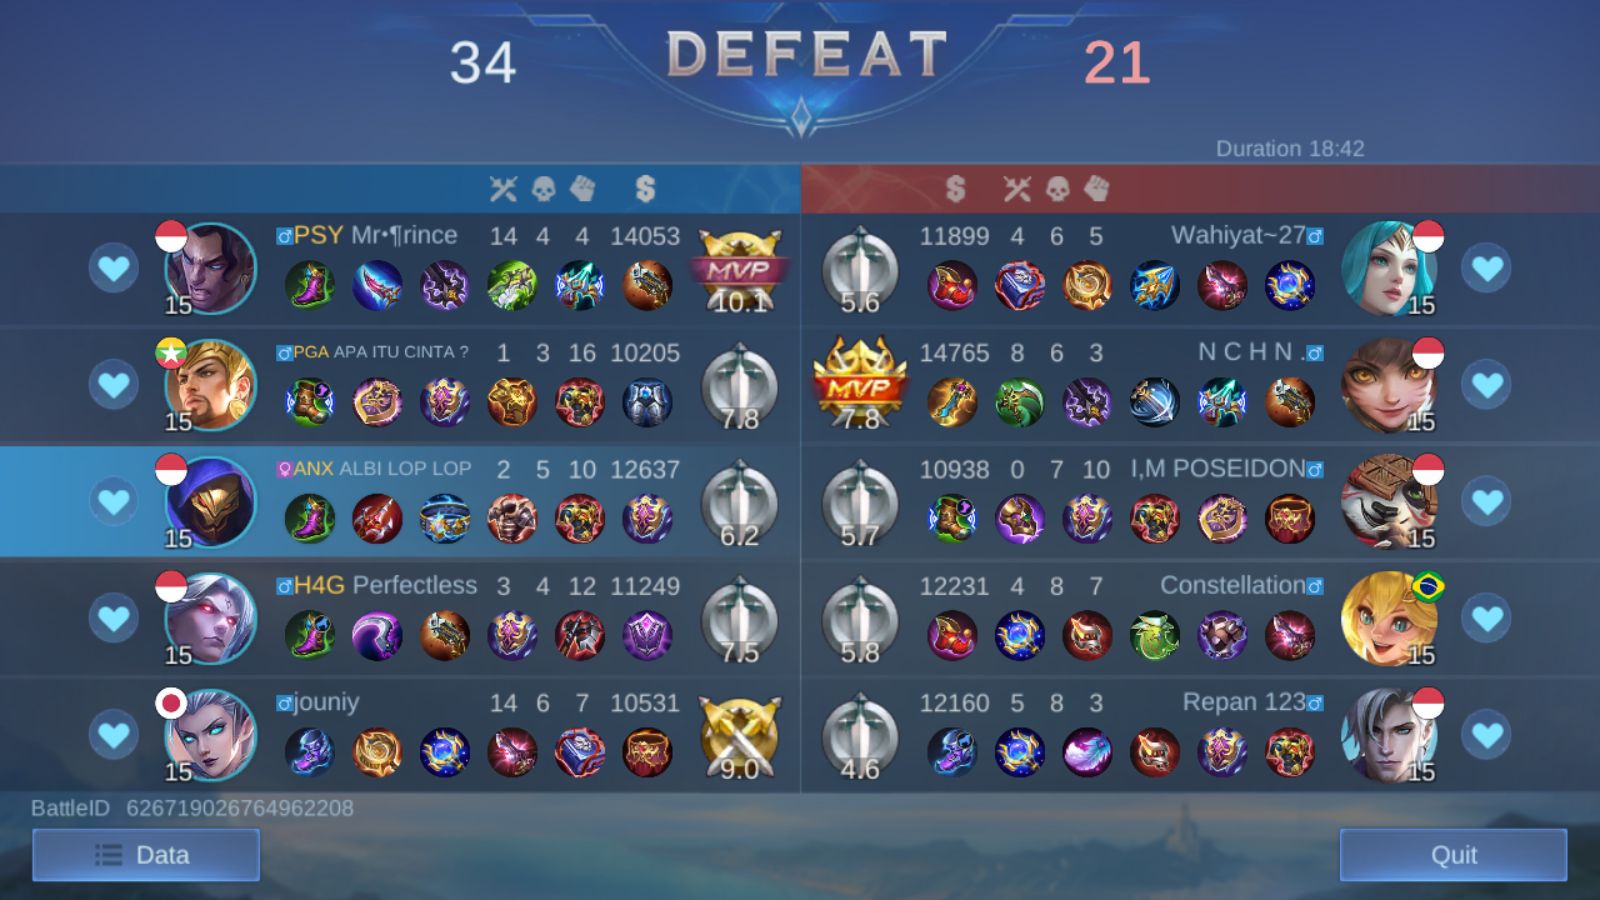 34 DEFEAT 21
Duration 18:42
PSY Mr•¶rince 14 4 4 14053
15 MVP 10.1
11899 4 6 5 Wahiyat~27
5.6 15
PGA APA ITU CINTA ? 1 3 16 10205
15 7.8
14765 8 6 3 N C H N .
MVP 7.8 15
ANX ALBI LOP LOP 2 5 10 12637
15 6.2
10938 0 7 10 I,M POSEIDON
5.7 15
H4G Perfectless 3 4 12 11249
15 7.5
12231 4 8 7 Constellation
5.8 15
jouniy 14 6 7 10531
15 9.0
12160 5 8 3 Repan 123
4.6 15
BattleID 626719026764962208
Data
Quit